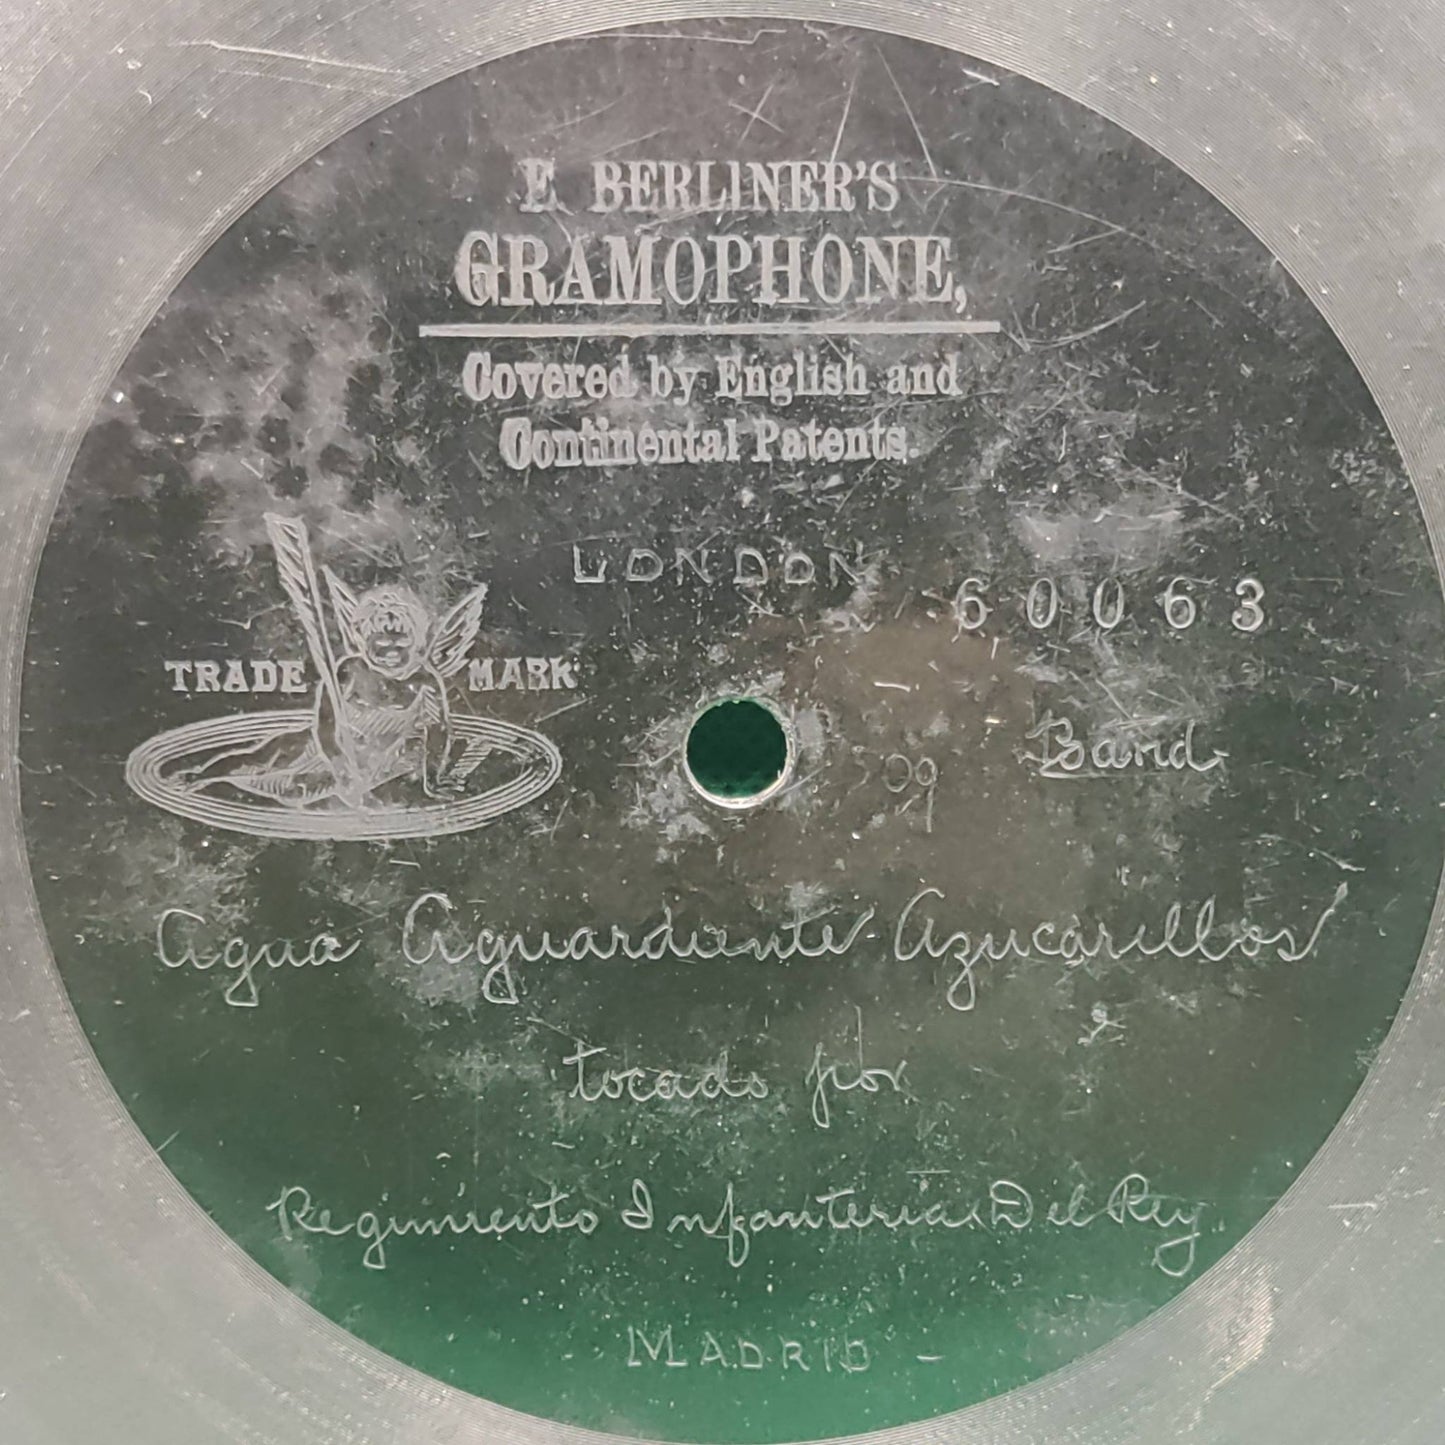 E. BERLINER'S
GRAMOPHONE,
Covered by English and
Continental Patents.
LONDON
60063
TRADE MARK
Band
509
Agua Aguardiente Azucarillos
tocado por
Regimiento Infanteria Del Rey
MADRID